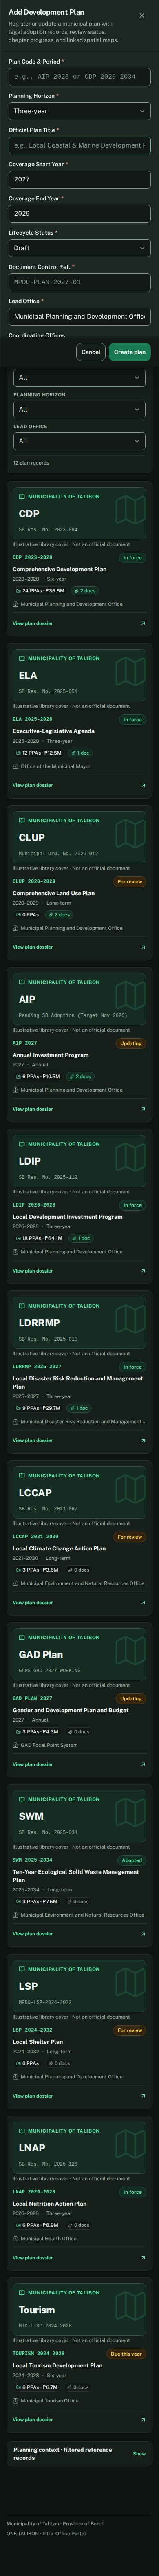 Add Development Plan
Register or update a municipal plan with
legal adoption records, review status,
chapter progress, and linked spatial maps.
Plan Code & Period *
e.g., AIP 2028 or CDP 2029–2034
Planning Horizon *
Three-year
Official Plan Title *
e.g., Local Coastal & Marine Development P
Coverage Start Year *
2027
Coverage End Year *
2029
Lifecycle Status *
Draft
Document Control Ref. *
MPDO-PLAN-2027-01
Lead Office *
Municipal Planning and Development Office
Coordinating Offices
Cancel
Create plan
All
PLANNING HORIZON
All
LEAD OFFICE
All
12 plan records
MUNICIPALITY OF TALIBON
CDP
SB Res. No. 2023-084
Illustrative library cover · Not an official document
CDP 2023–2028
In force
Comprehensive Development Plan
2023–2028 · Six-year
24 PPAs · ₱36.5M
2 docs
Municipal Planning and Development Office
View plan dossier
MUNICIPALITY OF TALIBON
ELA
SB Res. No. 2025-051
Illustrative library cover · Not an official document
ELA 2025–2028
In force
Executive-Legislative Agenda
2025–2028 · Three-year
12 PPAs · ₱12.5M
1 doc
Office of the Municipal Mayor
View plan dossier
MUNICIPALITY OF TALIBON
CLUP
Municipal Ord. No. 2020-012
Illustrative library cover · Not an official document
CLUP 2020–2029
For review
Comprehensive Land Use Plan
2020–2029 · Long-term
0 PPAs
2 docs
Municipal Planning and Development Office
View plan dossier
MUNICIPALITY OF TALIBON
AIP
Pending SB Adoption (Target Nov 2026)
Illustrative library cover · Not an official document
AIP 2027
Updating
Annual Investment Program
2027 · Annual
6 PPAs · ₱10.5M
2 docs
Municipal Planning and Development Office
View plan dossier
MUNICIPALITY OF TALIBON
LDIP
SB Res. No. 2025-112
Illustrative library cover · Not an official document
LDIP 2026–2028
In force
Local Development Investment Program
2026–2028 · Three-year
18 PPAs · ₱64.1M
1 doc
Municipal Planning and Development Office
View plan dossier
MUNICIPALITY OF TALIBON
LDRRMP
SB Res. No. 2025-019
Illustrative library cover · Not an official document
LDRRMP 2025–2027
In force
Local Disaster Risk Reduction and Management
Plan
2025–2027 · Three-year
9 PPAs · ₱29.7M
1 doc
Municipal Disaster Risk Reduction and Management ...
View plan dossier
MUNICIPALITY OF TALIBON
LCCAP
SB Res. No. 2021-067
Illustrative library cover · Not an official document
LCCAP 2021–2030
For review
Local Climate Change Action Plan
2021–2030 · Long-term
3 PPAs · ₱3.6M
0 docs
Municipal Environment and Natural Resources Office
View plan dossier
MUNICIPALITY OF TALIBON
GAD Plan
GFPS-GAD-2027-WORKING
Illustrative library cover · Not an official document
GAD PLAN 2027
Updating
Gender and Development Plan and Budget
2027 · Annual
3 PPAs · ₱4.3M
0 docs
GAD Focal Point System
View plan dossier
MUNICIPALITY OF TALIBON
SWM
SB Res. No. 2025-034
Illustrative library cover · Not an official document
SWM 2025–2034
Adopted
Ten-Year Ecological Solid Waste Management
Plan
2025–2034 · Long-term
3 PPAs · ₱7.5M
0 docs
Municipal Environment and Natural Resources Office
View plan dossier
MUNICIPALITY OF TALIBON
LSP
MPDO-LSP-2024-2032
Illustrative library cover · Not an official document
LSP 2024–2032
For review
Local Shelter Plan
2024–2032 · Long-term
0 PPAs
0 docs
Municipal Planning and Development Office
View plan dossier
MUNICIPALITY OF TALIBON
LNAP
SB Res. No. 2025-128
Illustrative library cover · Not an official document
LNAP 2026–2028
In force
Local Nutrition Action Plan
2026–2028 · Three-year
6 PPAs · ₱8.9M
0 docs
Municipal Health Office
View plan dossier
MUNICIPALITY OF TALIBON
Tourism
MTO-LTDP-2024-2028
Illustrative library cover · Not an official document
TOURISM 2024–2028
Due this year
Local Tourism Development Plan
2024–2028 · Six-year
6 PPAs · ₱6.7M
0 docs
Municipal Tourism Office
View plan dossier
Planning context · filtered reference
records
Show
Municipality of Talibon · Province of Bohol
ONE TALIBON · Intra-Office Portal